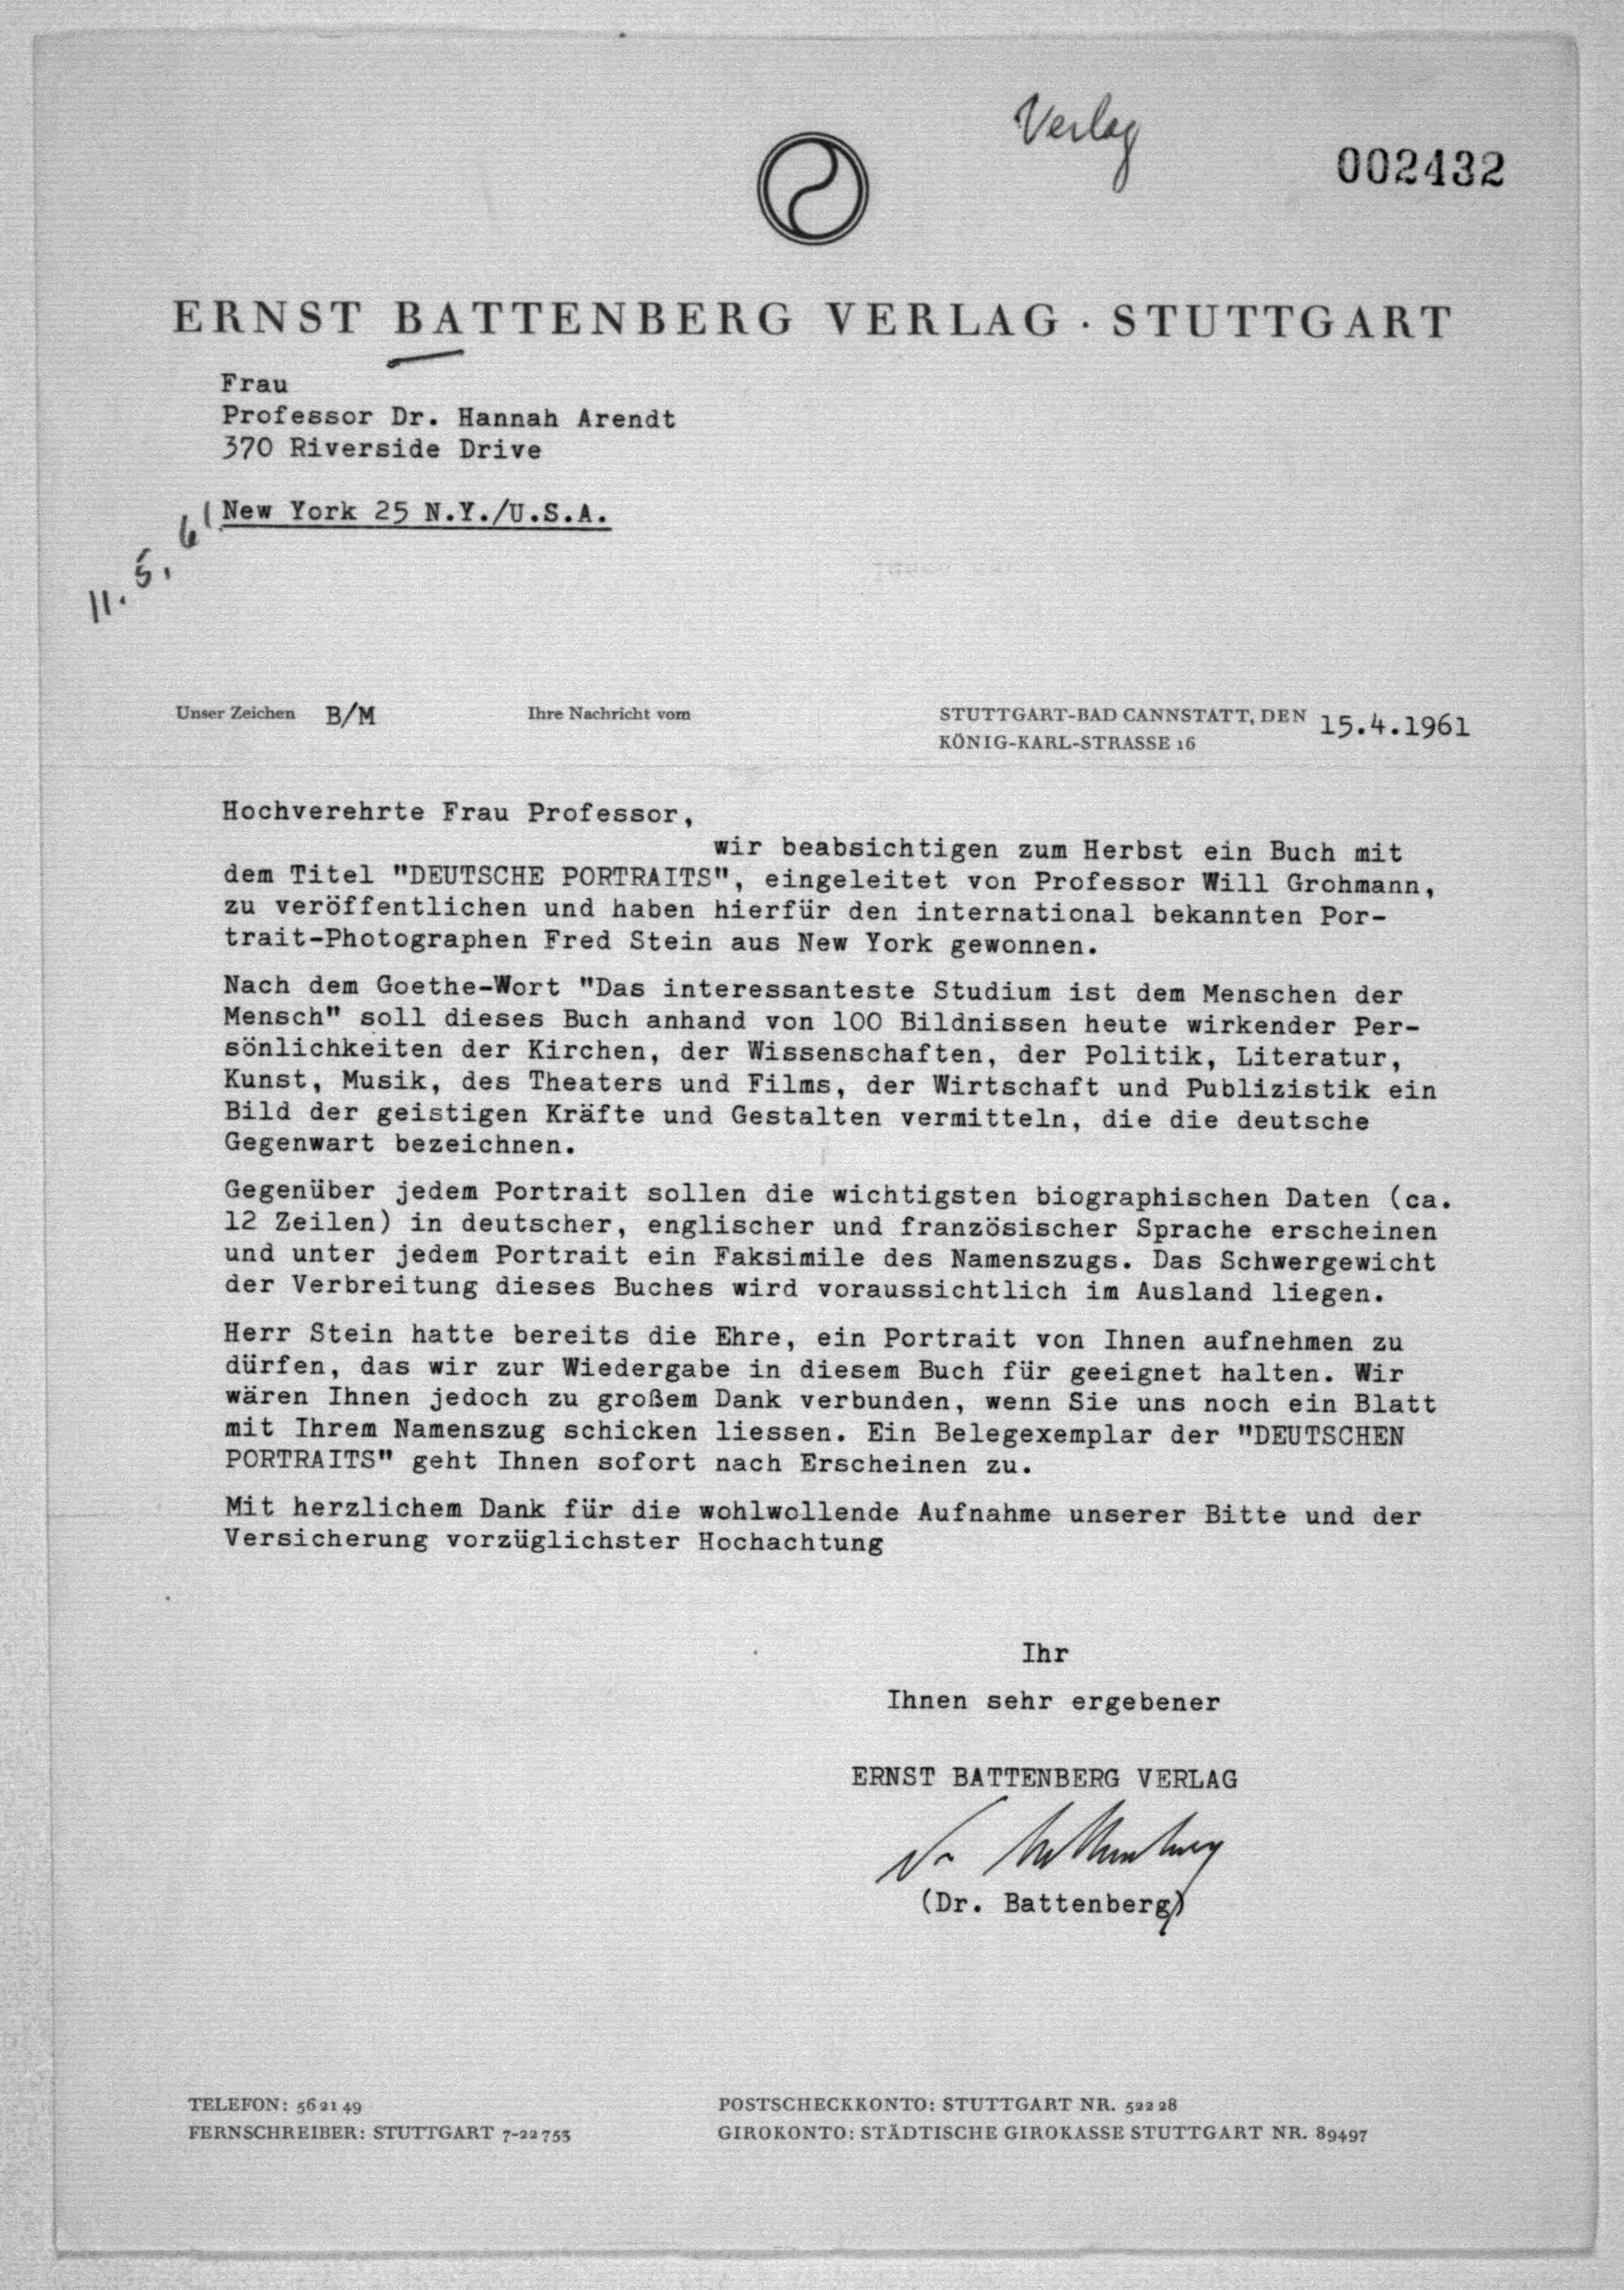 Verlag
002432
ERNST BATTENBERG VERLAG · STUTTGART
Frau
Professor Dr. Hannah Arendt
370 Riverside Drive
New York 25 N.Y./U.S.A.
11.5.61
Unser Zeichen B/M Ihre Nachricht vom STUTTGART-BAD CANNSTATT, DEN 15.4.1961
KÖNIG-KARL-STRASSE 16
Hochverehrte Frau Professor,
wir beabsichtigen zum Herbst ein Buch mit
dem Titel "DEUTSCHE PORTRAITS", eingeleitet von Professor Will Grohmann,
zu veröffentlichen und haben hierfür den international bekannten Por-
trait-Photographen Fred Stein aus New York gewonnen.
Nach dem Goethe-Wort "Das interessanteste Studium ist dem Menschen der
Mensch" soll dieses Buch anhand von 100 Bildnissen heute wirkender Per-
sönlichkeiten der Kirchen, der Wissenschaften, der Politik, Literatur,
Kunst, Musik, des Theaters und Films, der Wirtschaft und Publizistik ein
Bild der geistigen Kräfte und Gestalten vermitteln, die die deutsche
Gegenwart bezeichnen.
Gegenüber jedem Portrait sollen die wichtigsten biographischen Daten (ca.
12 Zeilen) in deutscher, englischer und französischer Sprache erscheinen
und unter jedem Portrait ein Faksimile des Namenszugs. Das Schwergewicht
der Verbreitung dieses Buches wird voraussichtlich im Ausland liegen.
Herr Stein hatte bereits die Ehre, ein Portrait von Ihnen aufnehmen zu
dürfen, das wir zur Wiedergabe in diesem Buch für geeignet halten. Wir
wären Ihnen jedoch zu großem Dank verbunden, wenn Sie uns noch ein Blatt
mit Ihrem Namenszug schicken liessen. Ein Belegexemplar der "DEUTSCHEN
PORTRAITS" geht Ihnen sofort nach Erscheinen zu.
Mit herzlichem Dank für die wohlwollende Aufnahme unserer Bitte und der
Versicherung vorzüglichster Hochachtung
Ihr
Ihnen sehr ergebener
ERNST BATTENBERG VERLAG
Dr Battenberg
(Dr. Battenberg)
TELEFON: 562149 POSTSCHECKKONTO: STUTTGART NR. 52228
FERNSCHREIBER: STUTTGART 7-22753 GIROKONTO: STÄDTISCHE GIROKASSE STUTTGART NR. 89497